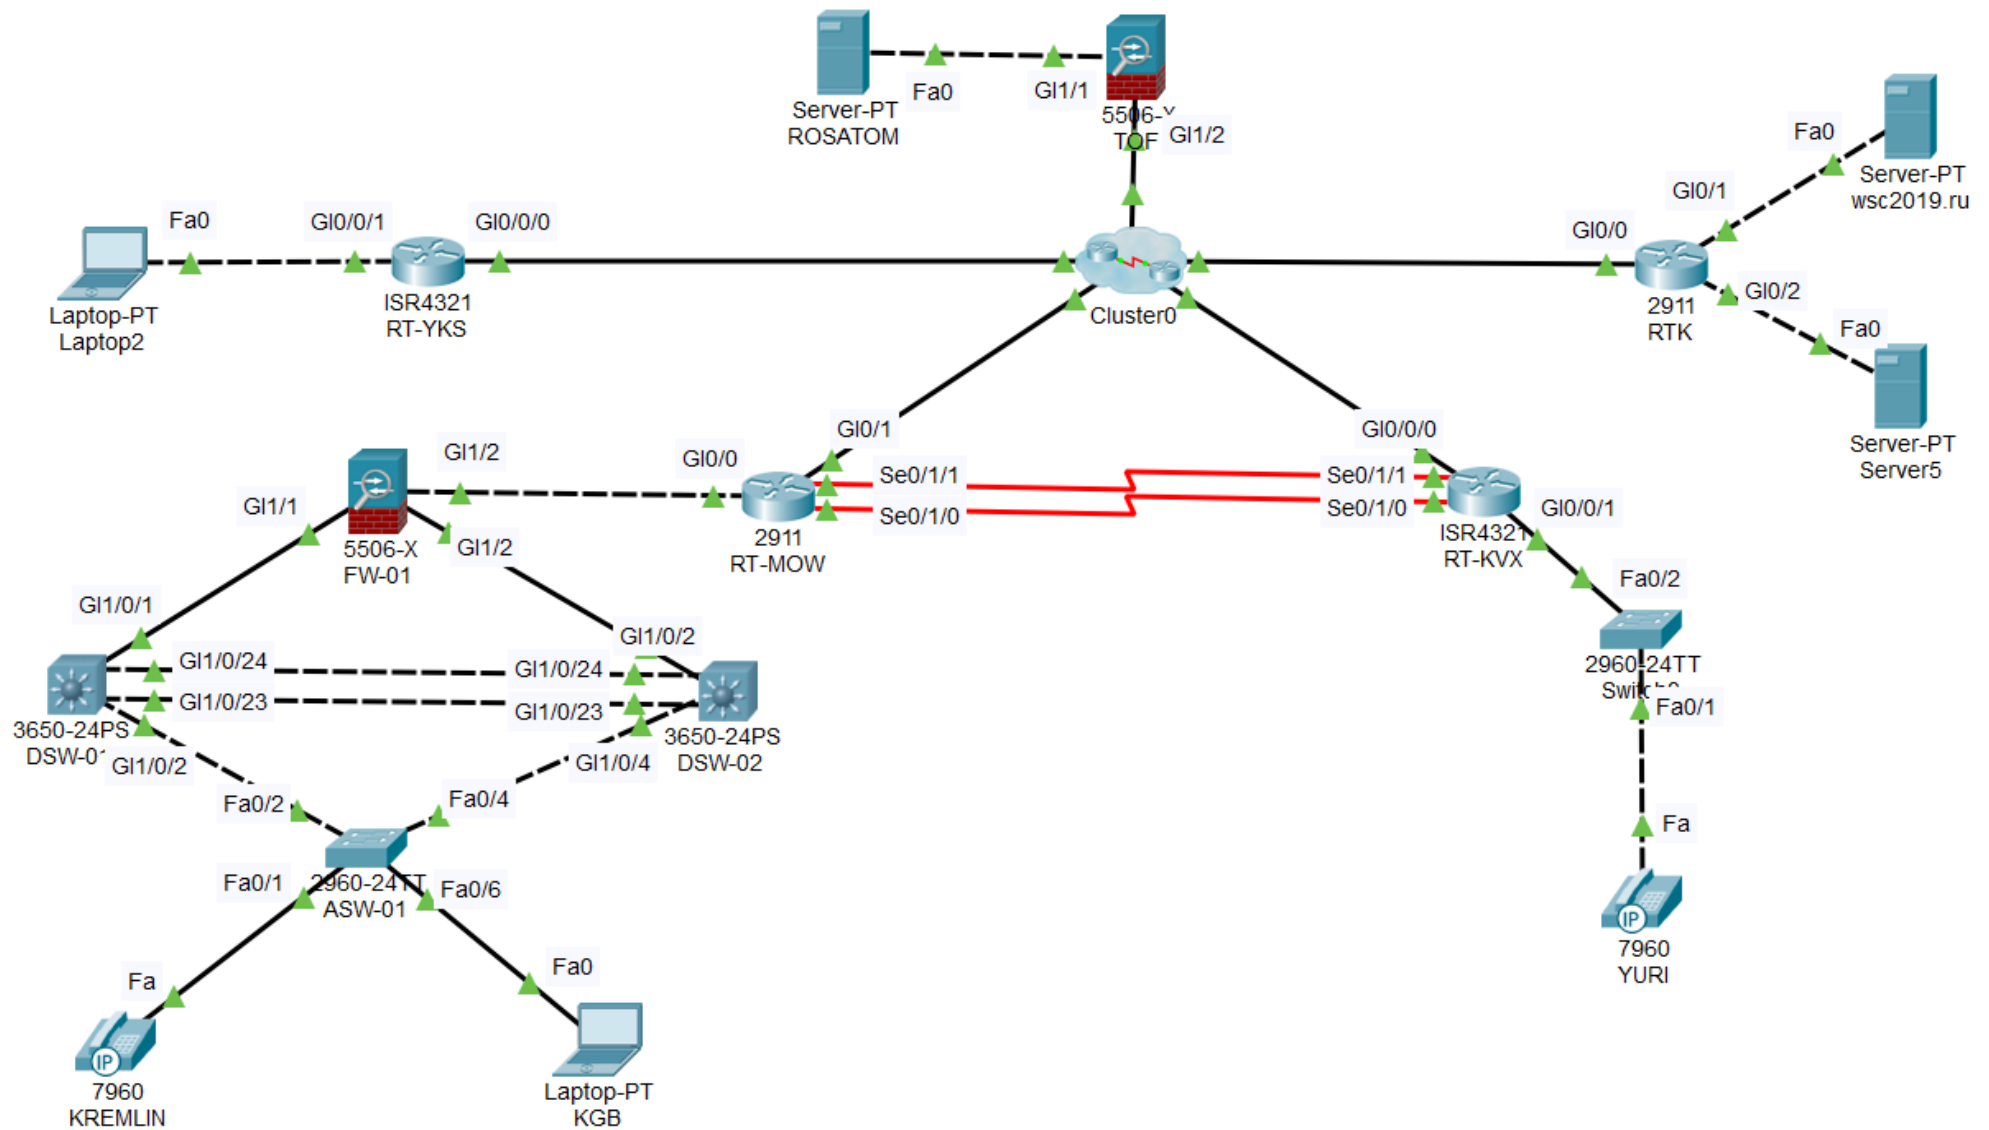 Server-PT
ROSATOM
Fa0
GI1/1
5506-X
GI1/2
Fa0
Server-PT
wsc2019.ru
GI0/1
GI0/0
2911
RTK
GI0/2
Fa0
Server-PT
Server5
Fa0
GI0/0/1
GI0/0/0
Laptop-PT
Laptop2
ISR4321
RT-YKS
Cluster0
GI1/2
GI0/0
GI0/1
GI0/0/0
Se0/1/1
Se0/1/1
Se0/1/0
Se0/1/0
2911
RT-MOW
ISR4321
RT-KVX
GI0/0/1
GI1/1
5506-X
FW-01
GI1/2
Fa0/2
2960-24TT
Fa0/1
Fa
IP
7960
YURI
GI1/0/1
GI1/0/2
GI1/0/24
GI1/0/24
GI1/0/23
GI1/0/23
3650-24PS
DSW-01
3650-24PS
DSW-02
GI1/0/2
GI1/0/4
Fa0/2
Fa0/4
Fa0/1
2960-24TT
ASW-01
Fa0/6
Fa
Fa0
IP
7960
KREMLIN
Laptop-PT
KGB